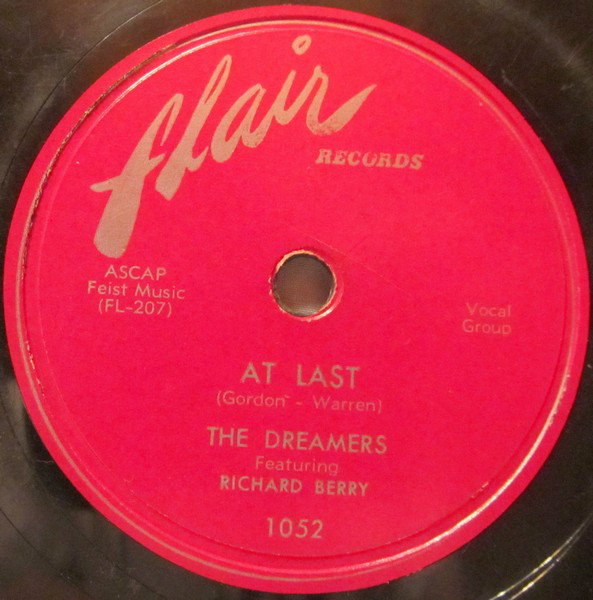 flair
RECORDS
ASCAP
Feist Music
(FL-207)
Vocal
Group
AT LAST
(Gordon - Warren)
THE DREAMERS
Featuring
RICHARD BERRY
1052